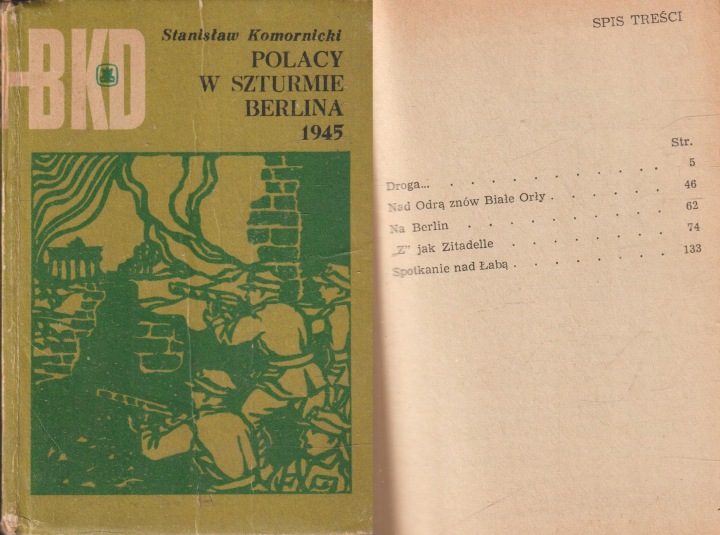 BKD
Stanisław Komornicki
POLACY
W SZTURMIE
BERLINA
1945
SPIS TREŚCI
Str.
Droga... . . . . . . . . . . 5
Nad Odrą znów Białe Orły . . . . . . 46
Na Berlin . . . . . . . . . 62
„Z” jak Zitadelle . . . . . . . . 74
Spotkanie nad Łabą . . . . . . . . 133